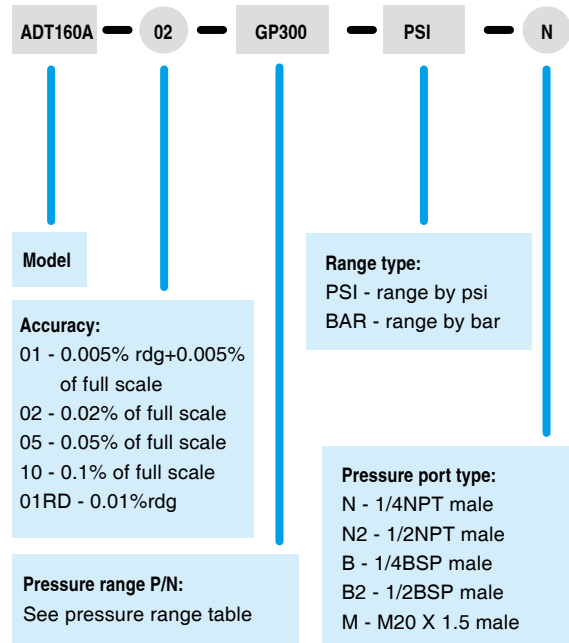 ADT160A 02 GP300 PSI N
Model
Accuracy:
01 - 0.005% rdg+0.005%
of full scale
02 - 0.02% of full scale
05 - 0.05% of full scale
10 - 0.1% of full scale
01RD - 0.01%rdg
Pressure range P/N:
See pressure range table
Range type:
PSI - range by psi
BAR - range by bar
Pressure port type:
N - 1/4NPT male
N2 - 1/2NPT male
B - 1/4BSP male
B2 - 1/2BSP male
M - M20 X 1.5 male